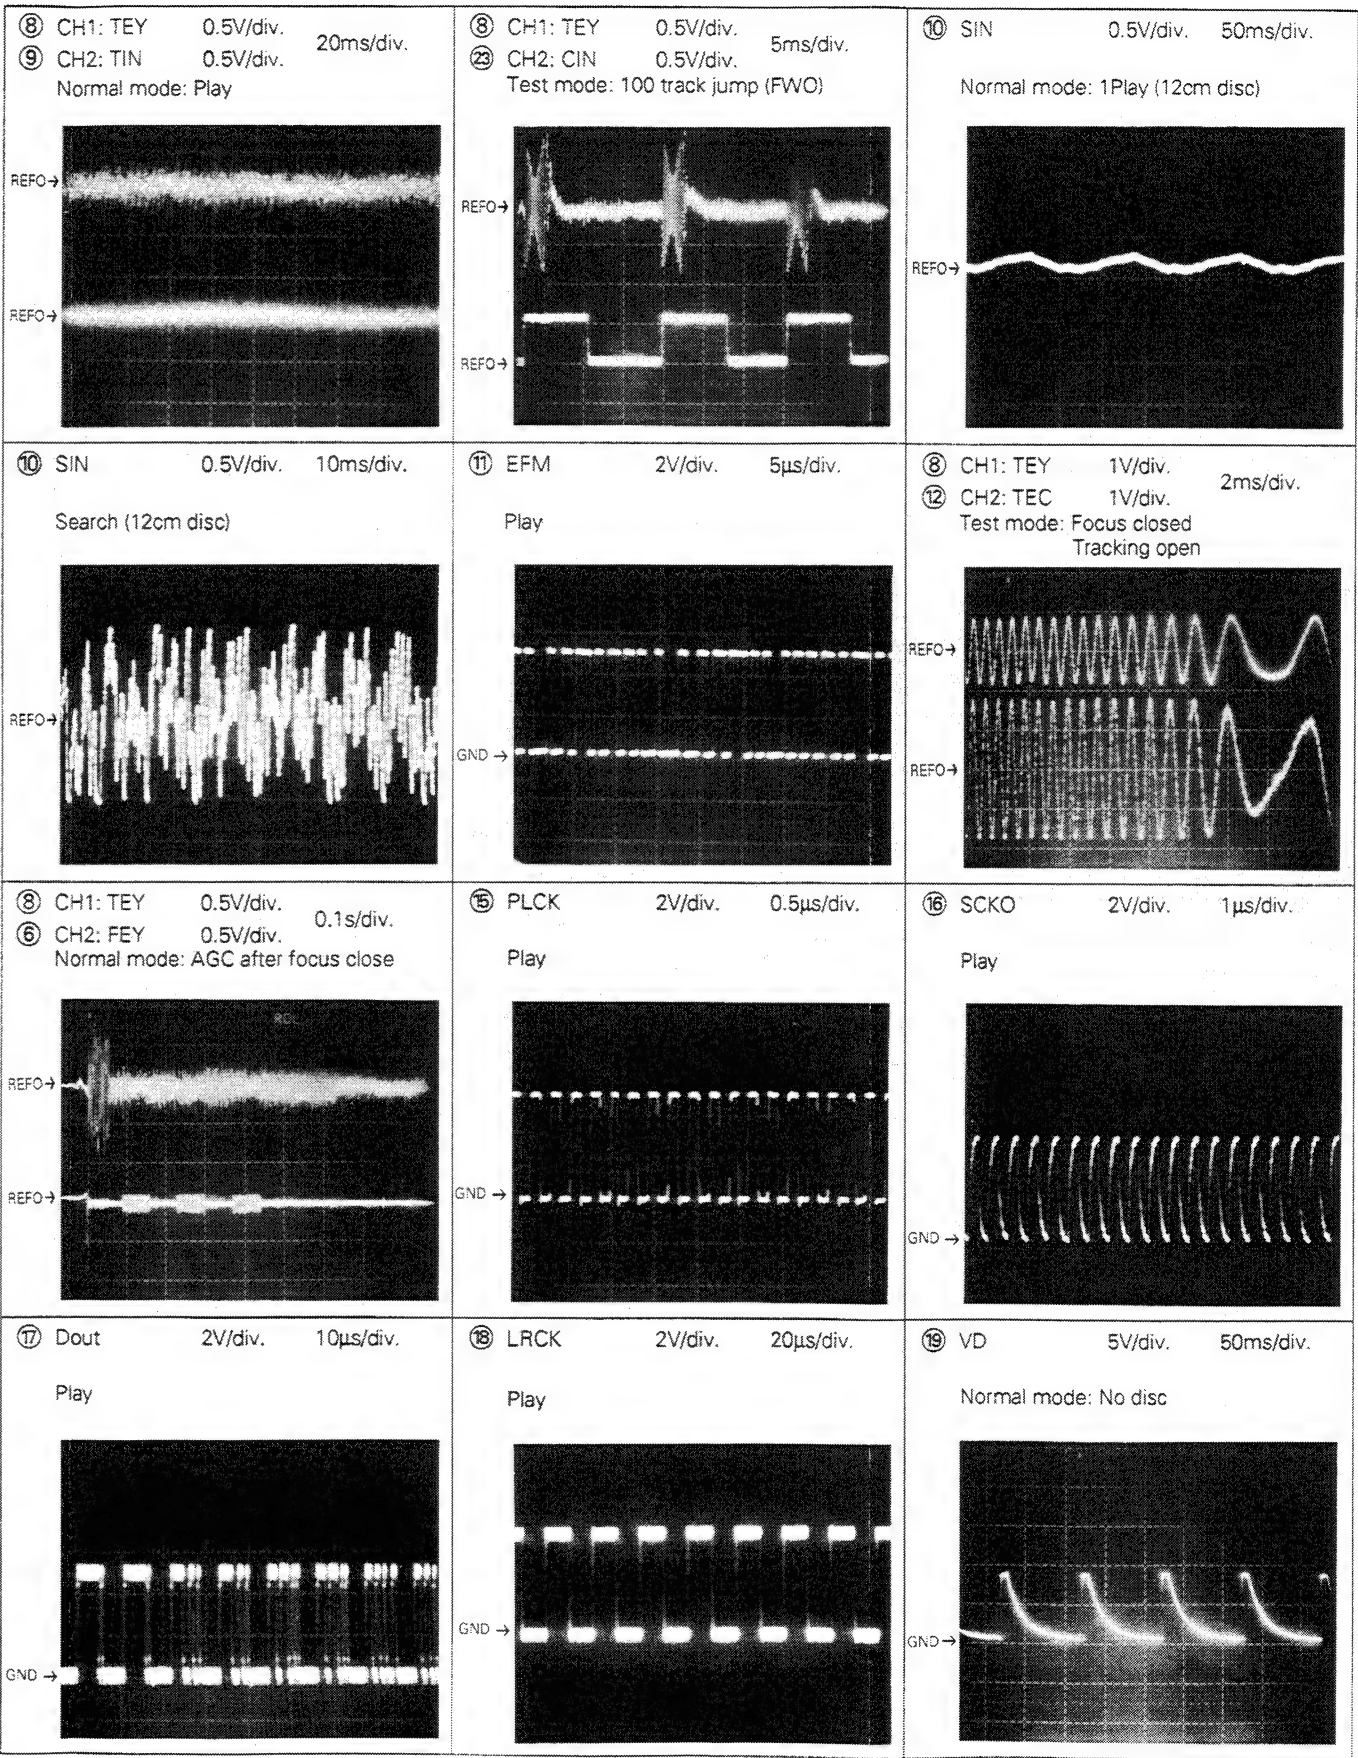 ⑧ CH1: TEY 0.5V/div. 20ms/div.
⑨ CH2: TIN 0.5V/div.
Normal mode: Play
REFO→
REFO→
⑧ CH1: TEY 0.5V/div. 5ms/div.
㉓ CH2: CIN 0.5V/div.
Test mode: 100 track jump (FWO)
REFO→
REFO→
⑩ SIN 0.5V/div. 50ms/div.
Normal mode: 1Play (12cm disc)
REFO→
⑩ SIN 0.5V/div. 10ms/div.
Search (12cm disc)
REFO→
⑪ EFM 2V/div. 5µs/div.
Play
GND →
⑧ CH1: TEY 1V/div. 2ms/div.
⑫ CH2: TEC 1V/div.
Test mode: Focus closed
Tracking open
REFO→
REFO→
⑧ CH1: TEY 0.5V/div. 0.1s/div.
⑥ CH2: FEY 0.5V/div.
Normal mode: AGC after focus close
REFO→
REFO→
⑮ PLCK 2V/div. 0.5µs/div.
Play
GND →
⑯ SCKO 2V/div. 1µs/div.
Play
GND →
⑰ Dout 2V/div. 10µs/div.
Play
GND →
⑱ LRCK 2V/div. 20µs/div.
Play
GND →
⑲ VD 5V/div. 50ms/div.
Normal mode: No disc
GND→